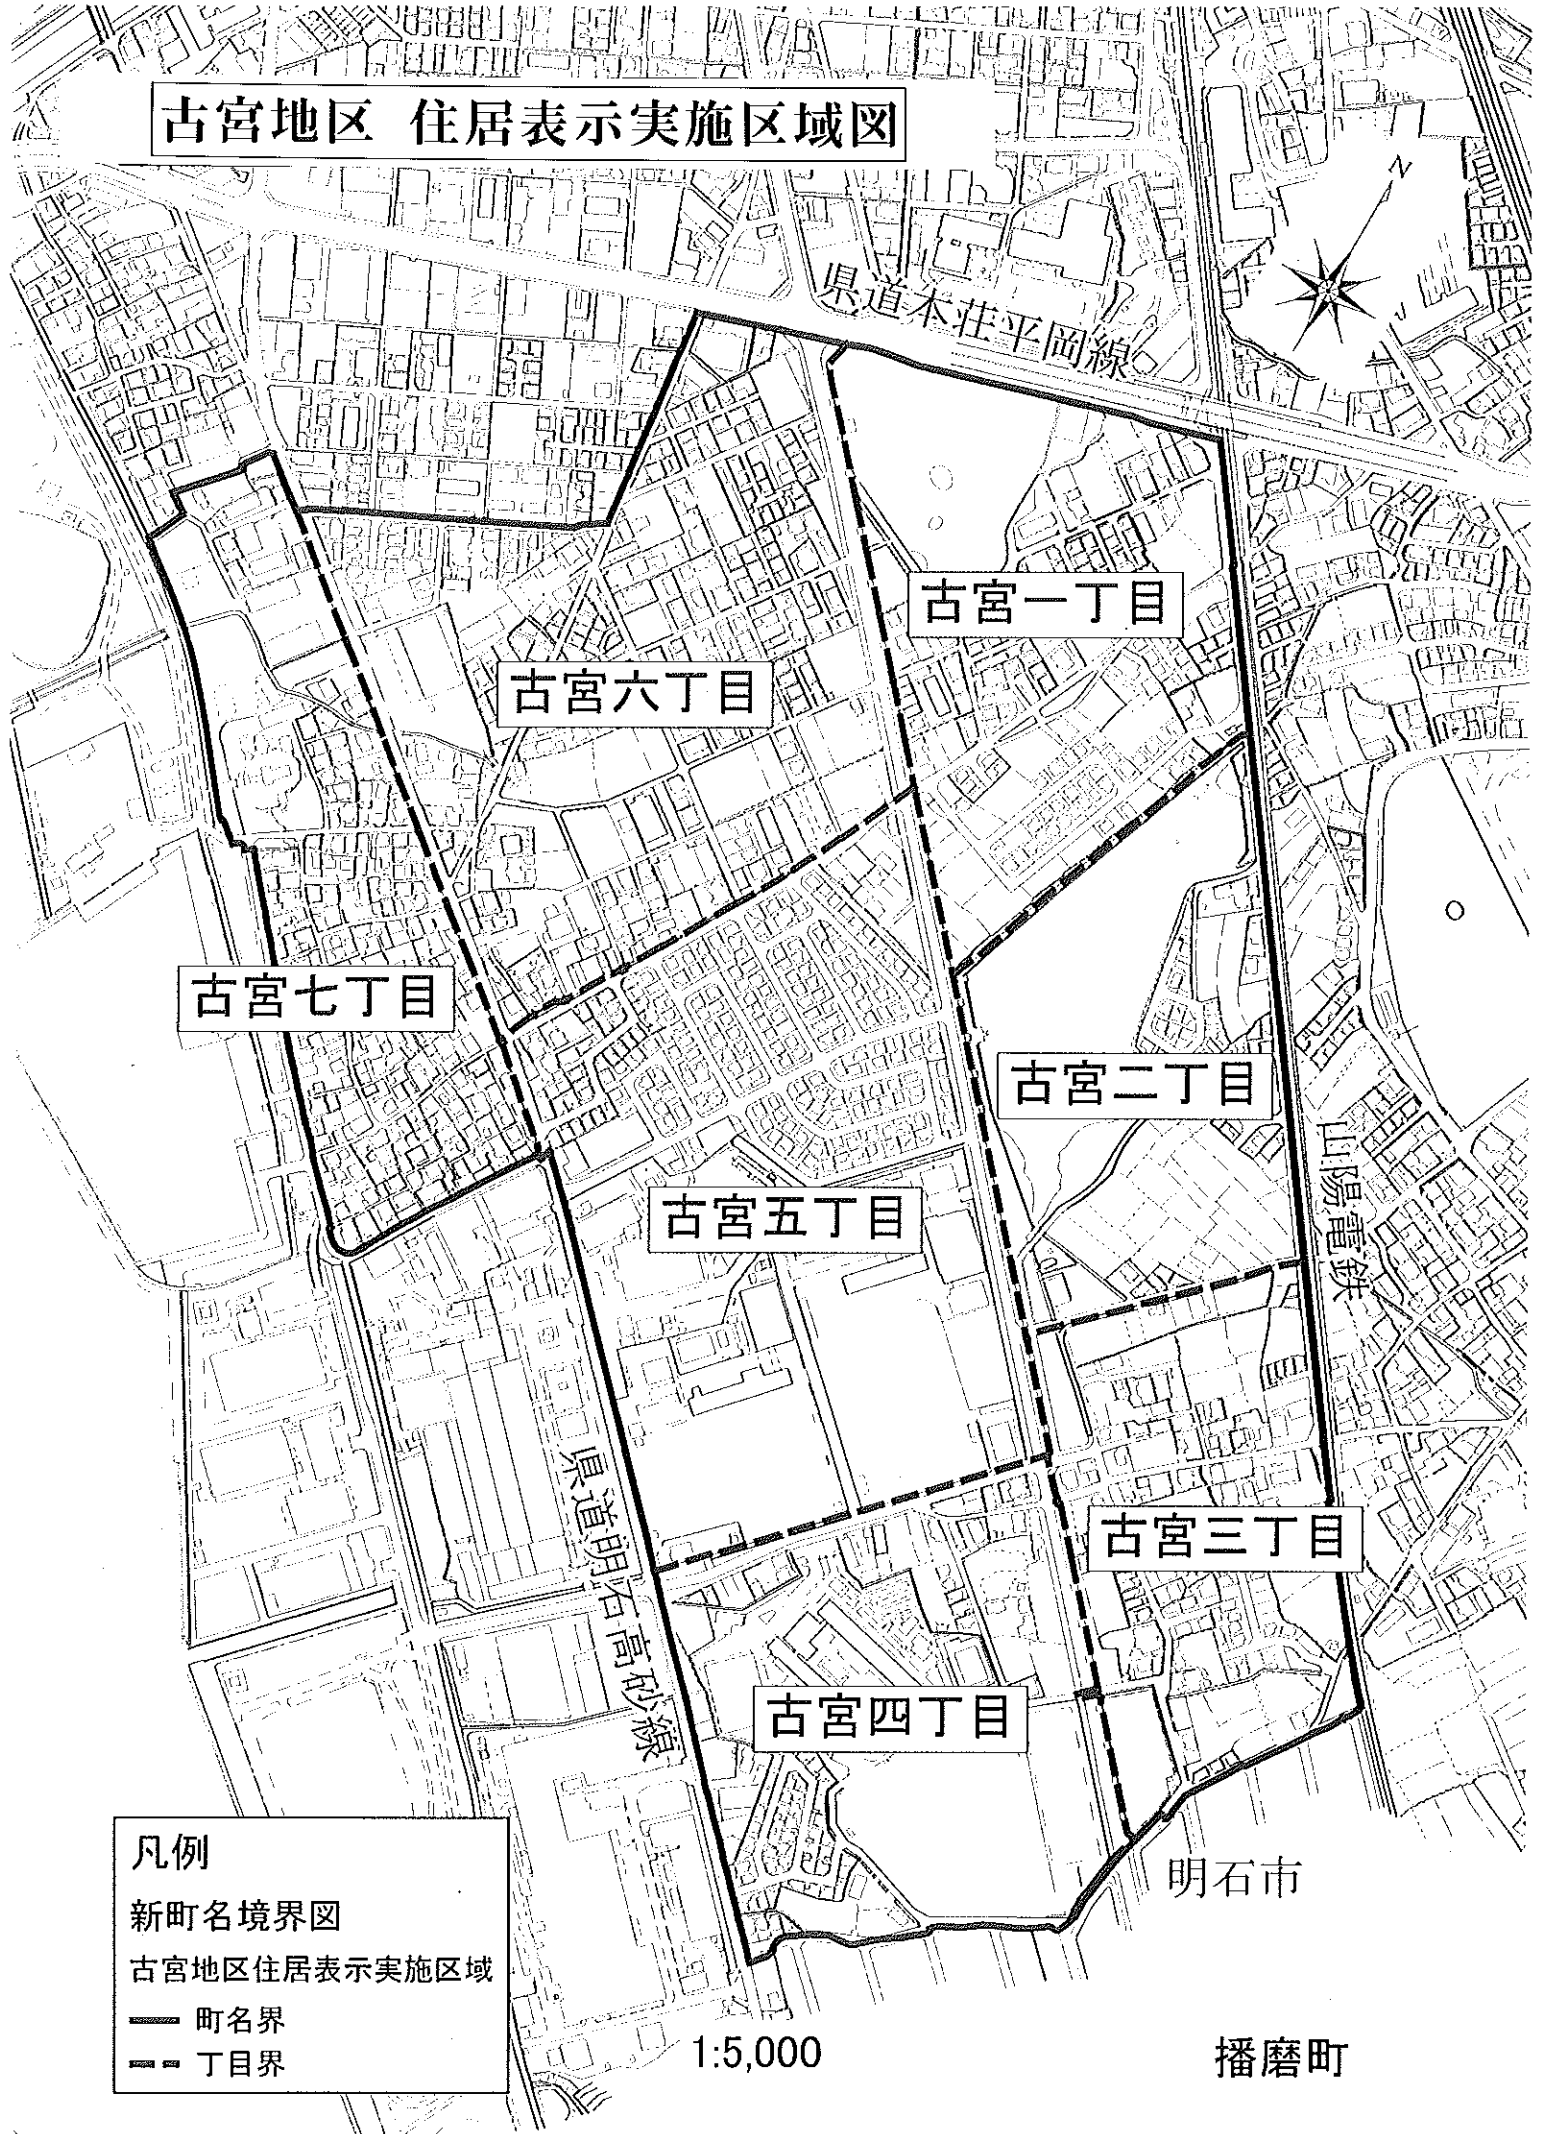 古宮地区 住居表示実施区域図
N
県道本荘平岡線
古宮一丁目
古宮六丁目
古宮七丁目
古宮二丁目
山陽電鉄
古宮五丁目
県道明石高砂線
古宮三丁目
古宮四丁目
明石市
凡例
新町名境界図
古宮地区住居表示実施区域
町名界
丁目界
1:5,000
播磨町